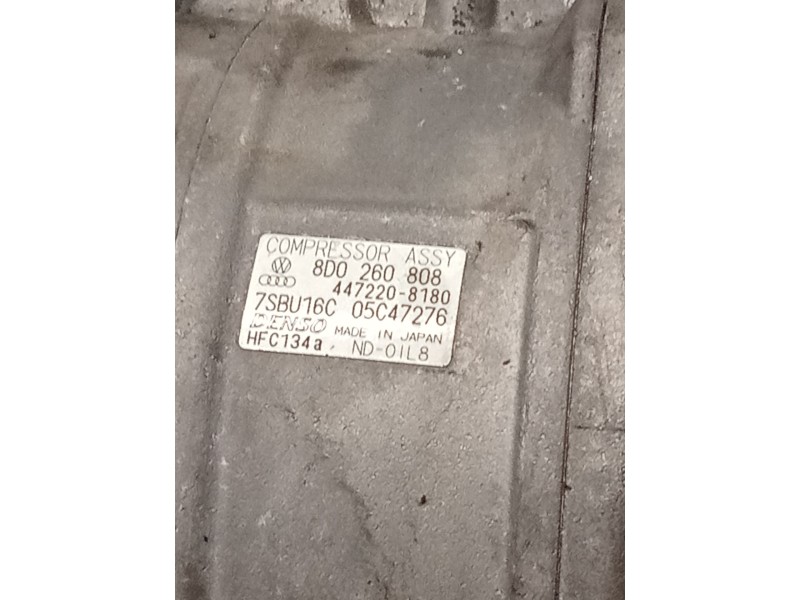 COMPRESSOR ASSY
8D0 260 808
447220-8180
7SBU16C 05C47276
DENSO MADE IN JAPAN
HFC134a ND-OIL8